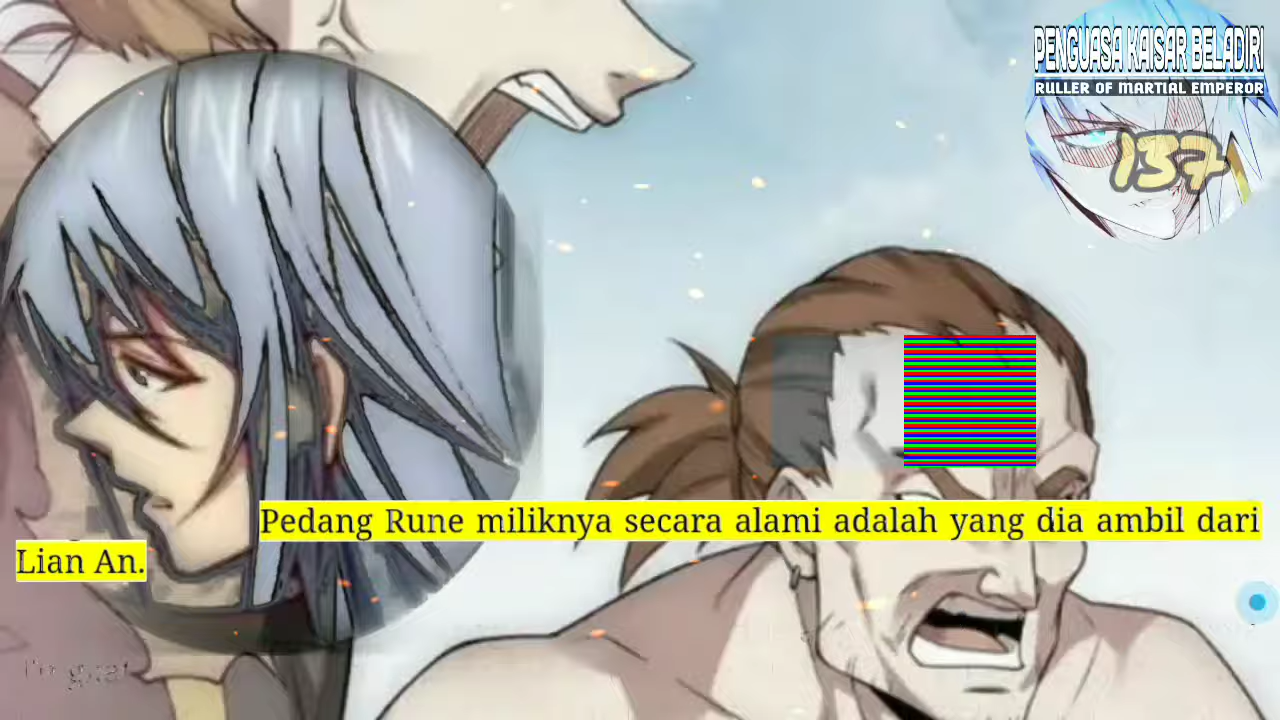 PENGUASA KAISAR BELADIRI
RULLER OF MARTIAL EMPEROR
137
Pedang Rune miliknya secara alami adalah yang dia ambil dari
Lian An.